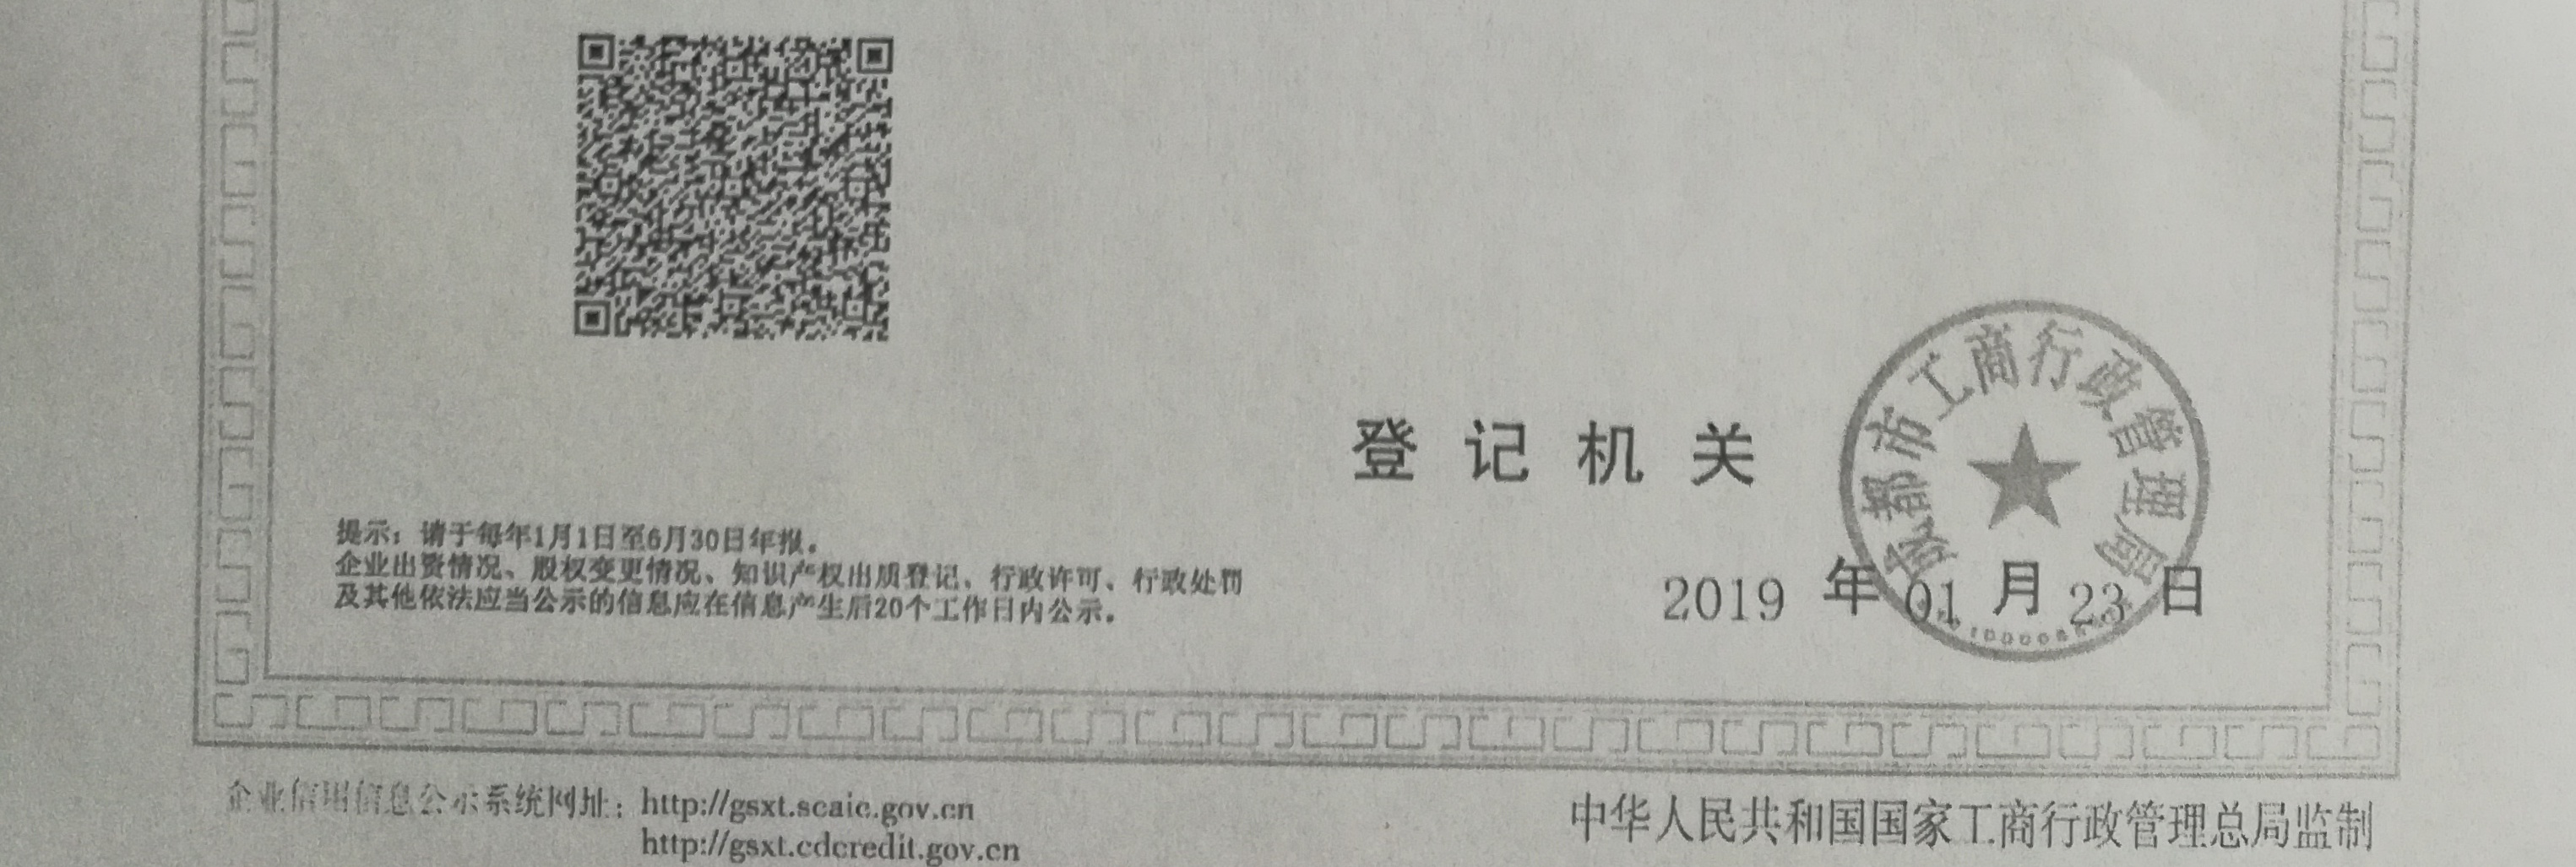 成都市工商行政管理局
登记机关
2019 年 01 月 23 日
提示：请于每年1月1日至6月30日年报。
企业出资情况、股权变更情况、知识产权出质登记、行政许可、行政处罚
及其他依法应当公示的信息应在信息产生后20个工作日内公示。
企业信用信息公示系统网址：http://gsxt.scaic.gov.cn
http://gsxt.cdcredit.gov.cn
中华人民共和国国家工商行政管理总局监制